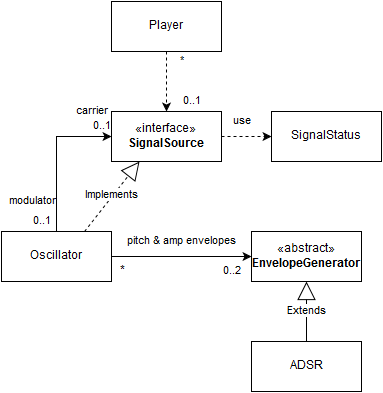 Player
*
0..1
carrier
0..1
«interface»
SignalSource
use
SignalStatus
Implements
modulator
0..1
Oscillator
pitch & amp envelopes
*
0..2
«abstract»
EnvelopeGenerator
Extends
ADSR